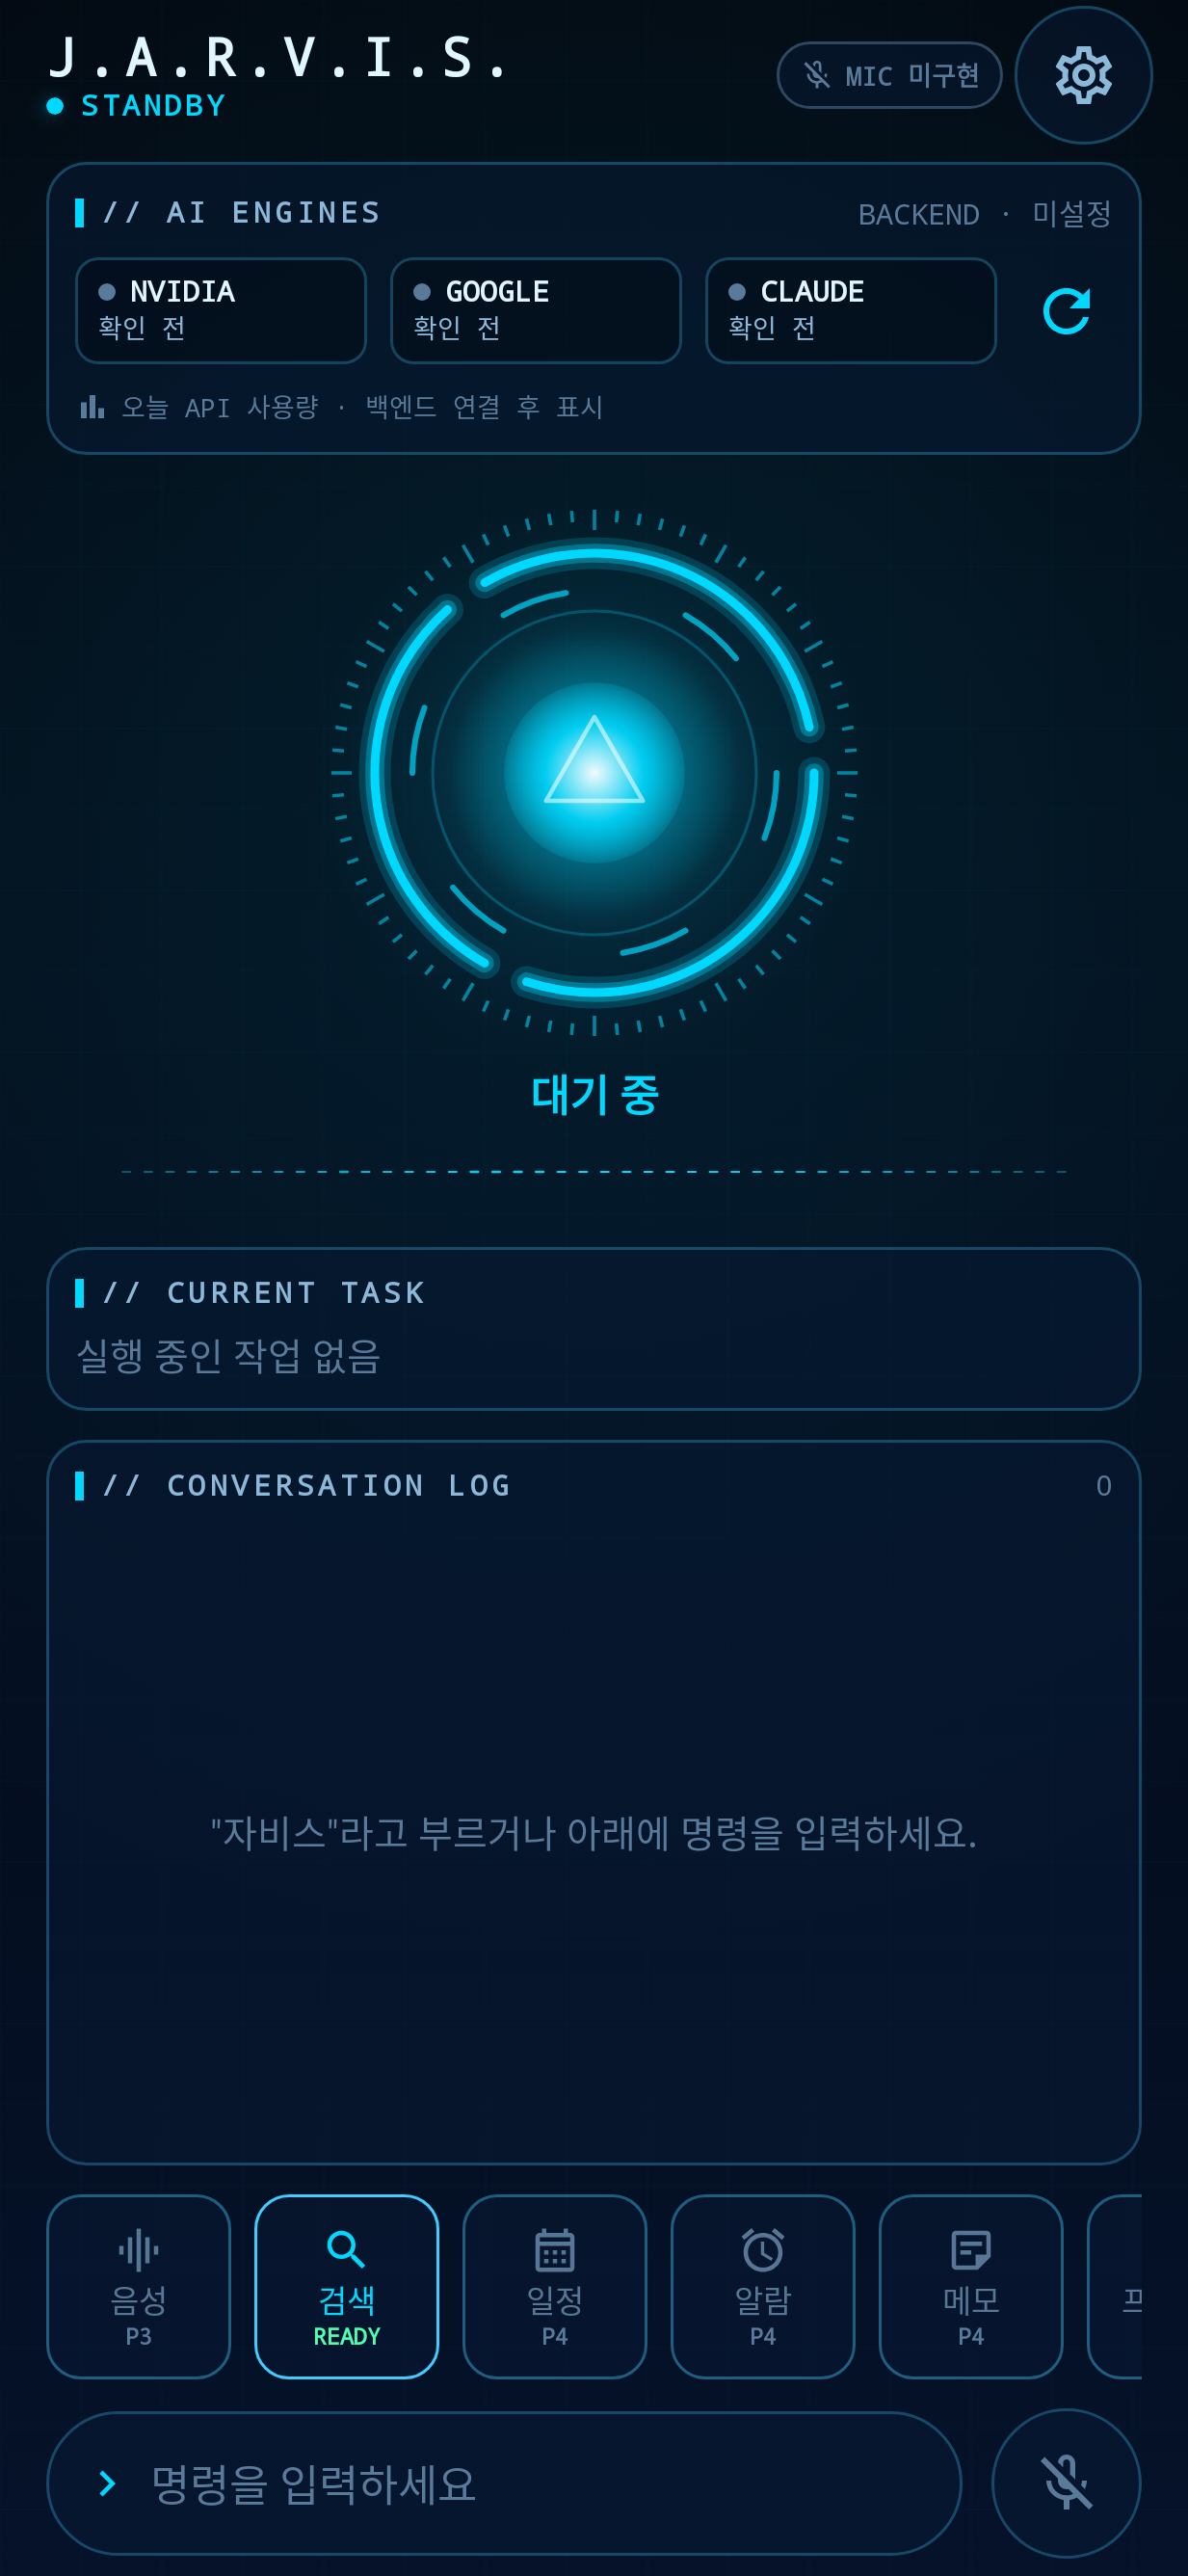 J.A.R.V.I.S.
STANDBY
MIC 미구현
// AI ENGINES
BACKEND · 미설정
NVIDIA
확인 전
GOOGLE
확인 전
CLAUDE
확인 전
오늘 API 사용량 · 백엔드 연결 후 표시
대기 중
// CURRENT TASK
실행 중인 작업 없음
// CONVERSATION LOG
0
"자비스"라고 부르거나 아래에 명령을 입력하세요.
음성
P3
검색
READY
일정
P4
알람
P4
메모
P4
명령을 입력하세요